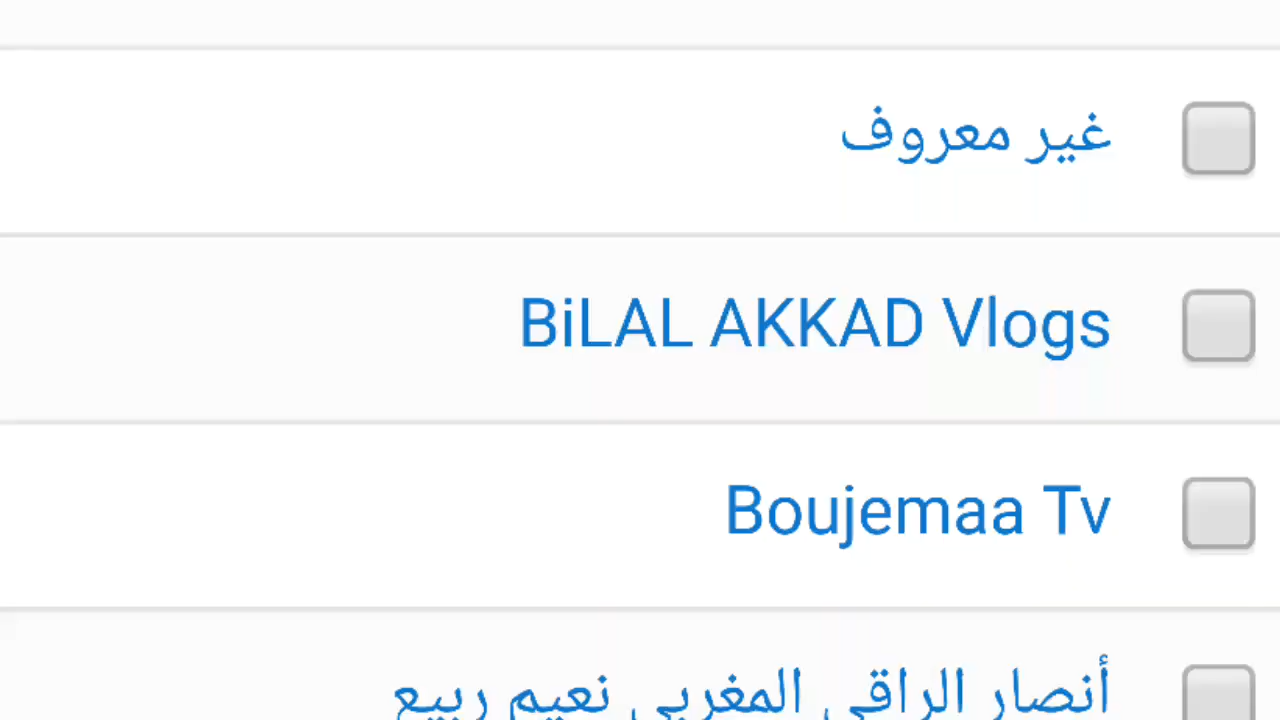 غير معروف
BiLAL AKKAD Vlogs
Boujemaa Tv
أنصار الراقي المغربي نعيم ربيع